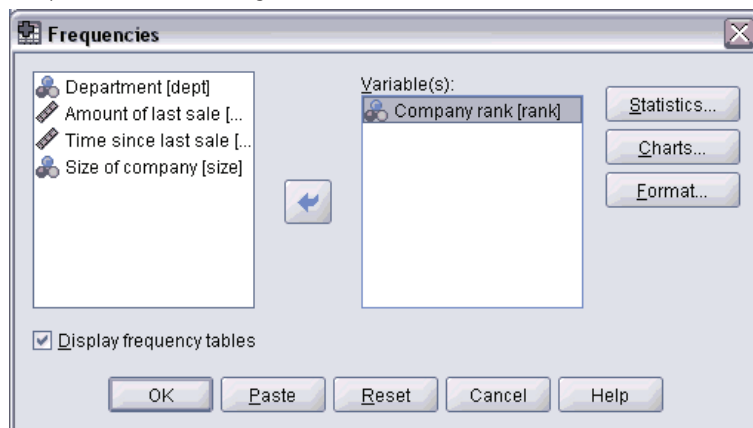 Frequencies
Department [dept]
Amount of last sale [...
Time since last sale [...
Size of company [size]
Variable(s):
Company rank [rank]
Statistics...
Charts...
Format...
Display frequency tables
OK
Paste
Reset
Cancel
Help